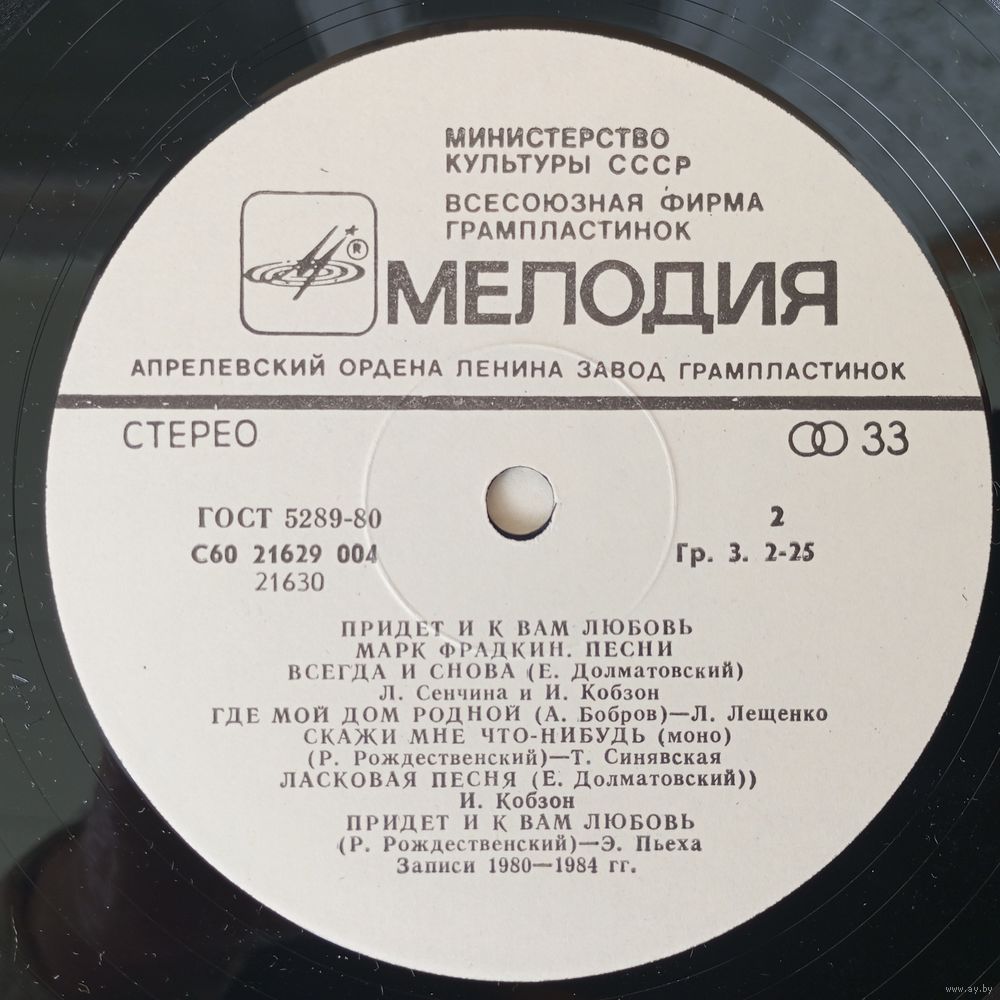 МИНИСТЕРСТВО
КУЛЬТУРЫ СССР
ВСЕСОЮЗНАЯ ФИРМА
ГРАМПЛАСТИНОК
®
МЕЛОДИЯ
АПРЕЛЕВСКИЙ ОРДЕНА ЛЕНИНА ЗАВОД ГРАМПЛАСТИНОК
СТЕРЕО
33
ГОСТ 5289-80
2
С60 21629 004
Гр. 3. 2-25
21630
ПРИДЕТ И К ВАМ ЛЮБОВЬ
МАРК ФРАДКИН. ПЕСНИ
ВСЕГДА И СНОВА (Е. Долматовский)
Л. Сенчина и И. Кобзон
ГДЕ МОЙ ДОМ РОДНОЙ (А. Бобров)—Л. Лещенко
СКАЖИ МНЕ ЧТО-НИБУДЬ (моно)
(Р. Рождественский)—Т. Синявская
ЛАСКОВАЯ ПЕСНЯ (Е. Долматовский))
И. Кобзон
ПРИДЕТ И К ВАМ ЛЮБОВЬ
(Р. Рождественский)—Э. Пьеха
Записи 1980—1984 гг.
www.ay.by